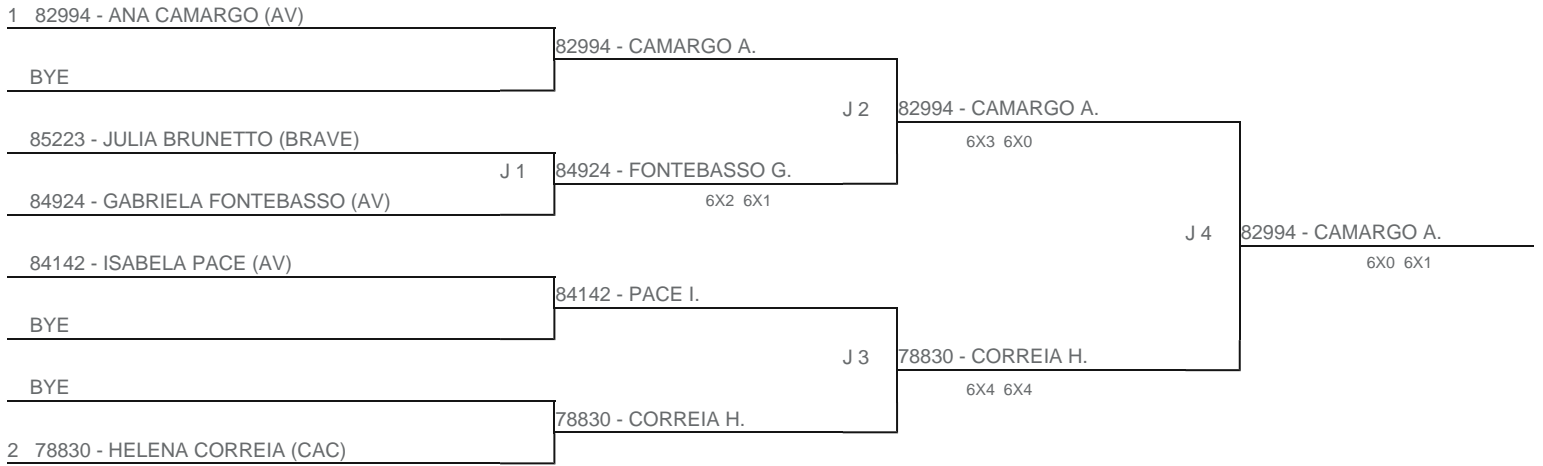 1 82994 - ANA CAMARGO (AV)
82994 - CAMARGO A.
BYE
J 2 82994 - CAMARGO A.
6X3 6X0
85223 - JULIA BRUNETTO (BRAVE)
J 1 84924 - FONTEBASSO G.
6X2 6X1
84924 - GABRIELA FONTEBASSO (AV)
J 4 82994 - CAMARGO A.
6X0 6X1
84142 - ISABELA PACE (AV)
84142 - PACE I.
BYE
J 3 78830 - CORREIA H.
6X4 6X4
BYE
78830 - CORREIA H.
2 78830 - HELENA CORREIA (CAC)